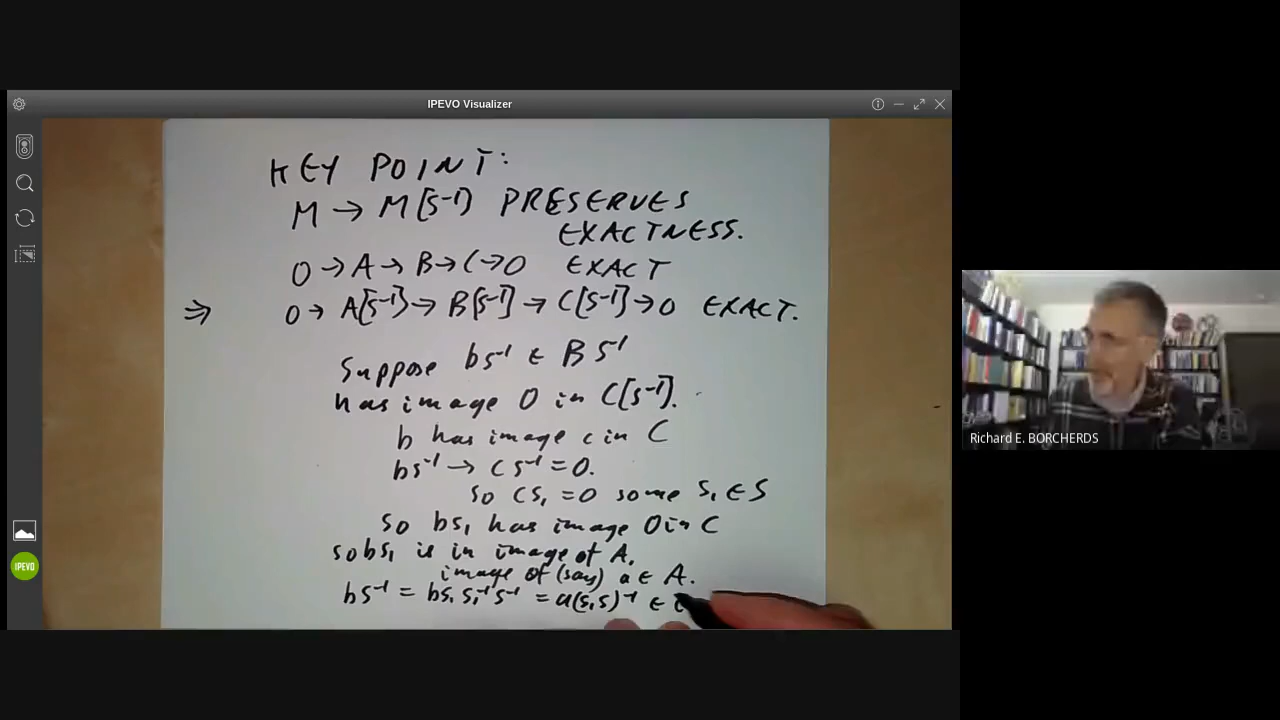 IPEVO Visualizer
KEY POINT:
M → M[S⁻¹] PRESERVES
EXACTNESS.
0 → A → B → C → 0 EXACT
⇒ 0 → A[S⁻¹] → B[S⁻¹] → C[S⁻¹] → 0 EXACT.
Suppose bs⁻¹ ∈ BS⁻¹
has image 0 in C[S⁻¹].
b has image c in C
bs⁻¹ → cs⁻¹ = 0.
so cs₁ = 0 some s₁ ∈ S
so bs₁ has image 0 in C
so bs₁ is in image of A.
image of (say) a ∈ A.
bs⁻¹ = bs₁ s₁⁻¹ s⁻¹ = a(s₁s)⁻¹ ∈ i
Richard E. BORCHERDS
IPEVO